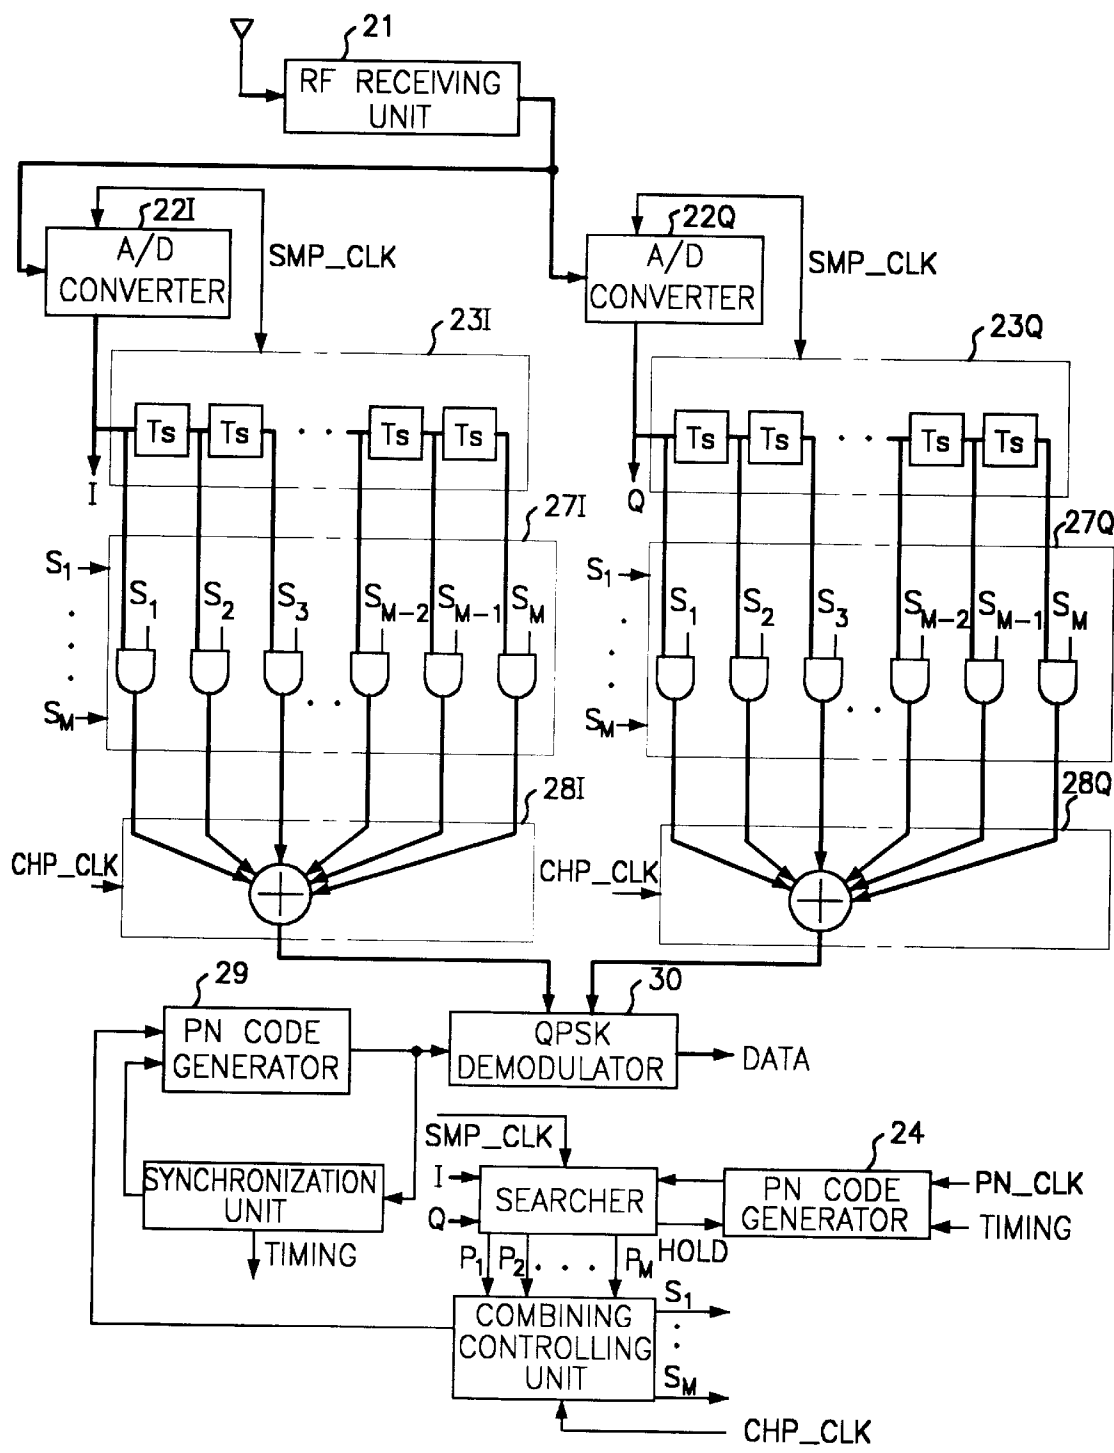 21
RF RECEIVING
UNIT
22I
A/D
CONVERTER
SMP_CLK
22Q
A/D
CONVERTER
SMP_CLK
23I
23Q
Ts Ts . . Ts Ts
Ts Ts . . Ts Ts
I
Q
27I
27Q
S1
.
.
.
SM
S1 S2 S3 SM-2 SM-1 SM
. .
S1
.
.
.
SM
S1 S2 S3 SM-2 SM-1 SM
. .
28I
28Q
CHP_CLK
CHP_CLK
29
PN CODE
GENERATOR
30
QPSK
DEMODULATOR
DATA
SYNCHRONIZATION
UNIT
TIMING
SMP_CLK
I
Q
SEARCHER
24
PN CODE
GENERATOR
PN_CLK
TIMING
HOLD
P1 P2 . . . PM
COMBINING
CONTROLLING
UNIT
S1
.
.
SM
CHP_CLK